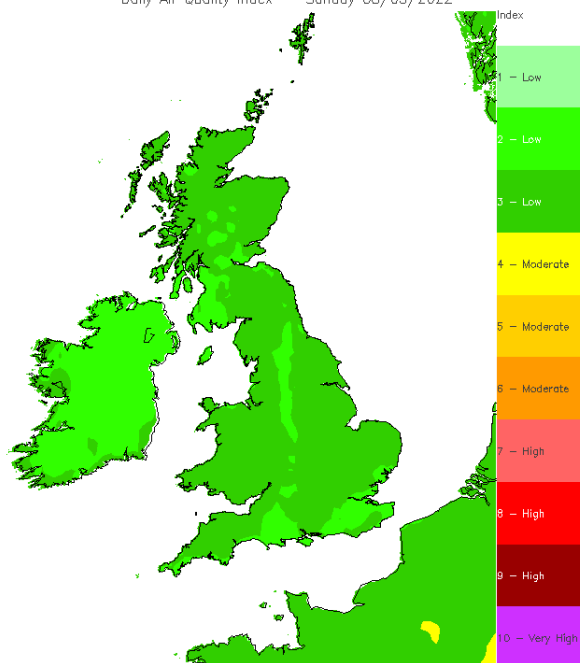 Daily Air Quality Index Sunday 08/05/2022
Index
1 - Low
2 - Low
3 - Low
4 - Moderate
5 - Moderate
6 - Moderate
7 - High
8 - High
9 - High
10 - Very High